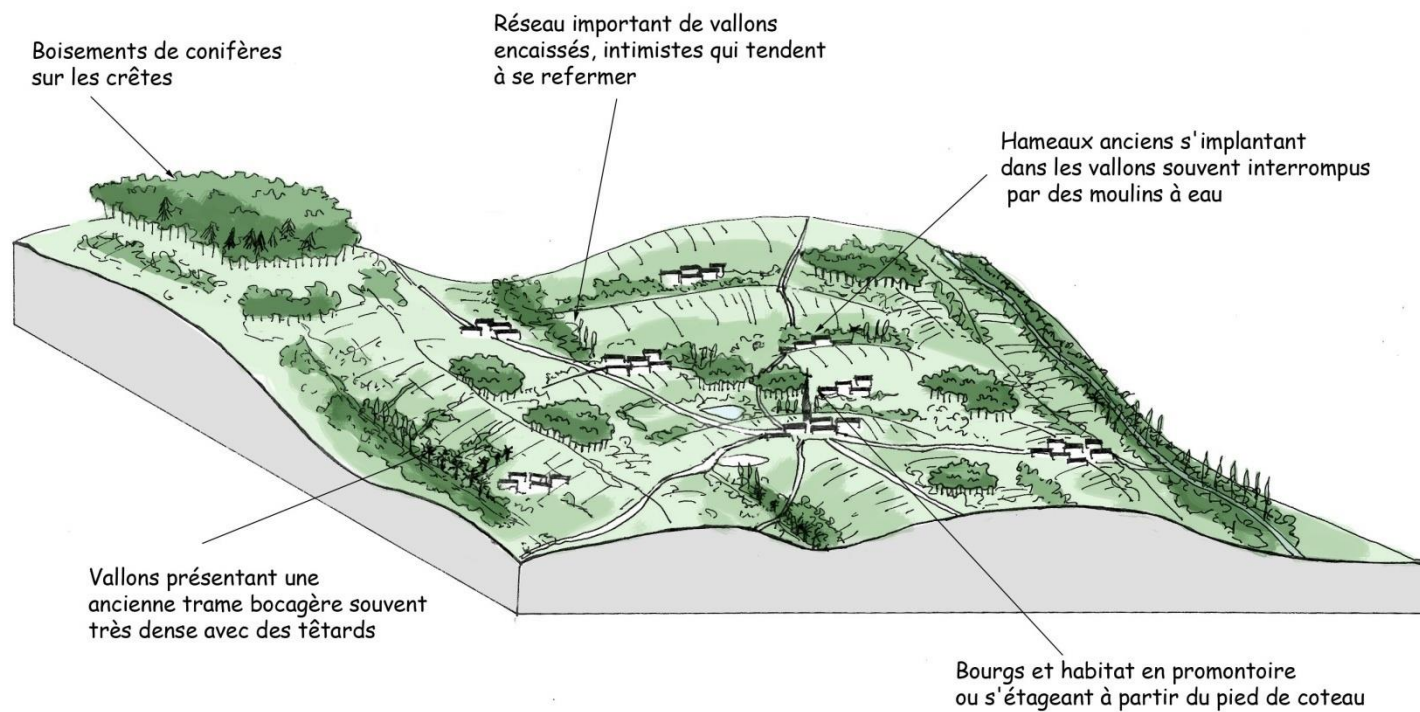 Boisements de conifères
sur les crêtes
Réseau important de vallons
encaissés, intimistes qui tendent
à se refermer
Hameaux anciens s'implantant
dans les vallons souvent interrompus
par des moulins à eau
Vallons présentant une
ancienne trame bocagère souvent
très dense avec des têtards
Bourgs et habitat en promontoire
ou s'étageant à partir du pied de coteau